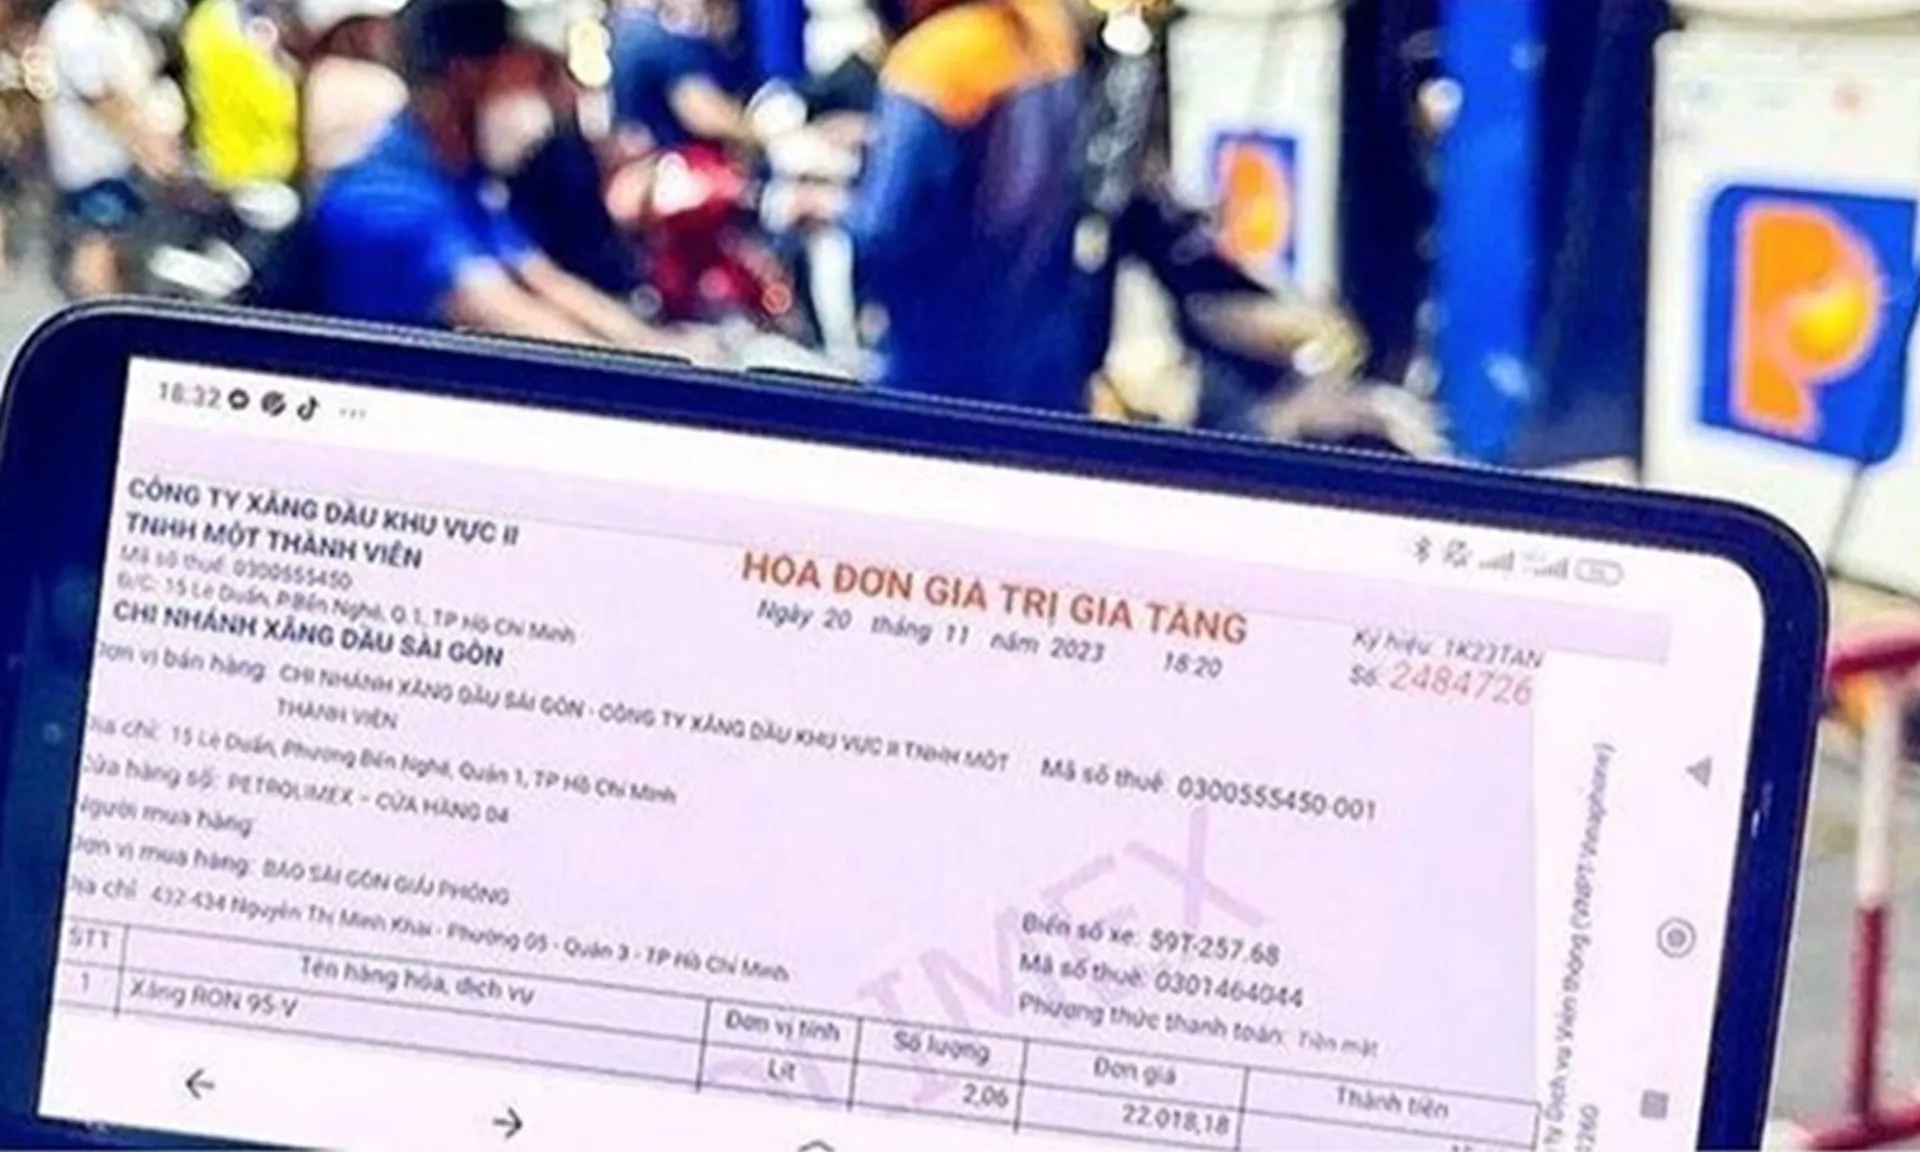 18:32
CÔNG TY XĂNG DẦU KHU VỰC II
TNHH MỘT THÀNH VIÊN
Mã số thuế: 0300555450
Đ/C: 15 Lê Duẩn, P.Bến Nghé, Q.1, TP Hồ Chí Minh
CHI NHÁNH XĂNG DẦU SÀI GÒN
HÓA ĐƠN GIÁ TRỊ GIA TĂNG
Ngày 20 tháng 11 năm 2023 18:20
Ký hiệu: 1K23TAN
Số: 2484726
Đơn vị bán hàng: CHI NHÁNH XĂNG DẦU SÀI GÒN - CÔNG TY XĂNG DẦU KHU VỰC II TNHH MỘT
THÀNH VIÊN
Mã số thuế: 0300555450-001
Địa chỉ: 15 Lê Duẩn, Phường Bến Nghé, Quận 1, TP Hồ Chí Minh
Cửa hàng số: PETROLIMEX - CỬA HÀNG 04
Người mua hàng:
Đơn vị mua hàng: BÁO SÀI GÒN GIẢI PHÓNG
Biển số xe: 59T-257.68
Địa chỉ: 432-434 Nguyễn Thị Minh Khai - Phường 05 - Quận 3 - TP Hồ Chí Minh
Mã số thuế: 0301464044
Phương thức thanh toán: Tiền mặt
STT Tên hàng hóa, dịch vụ Đơn vị tính Số lượng Đơn giá Thành tiền
1 Xăng RON 95-V Lít 2,06 22.018,18
Dịch vụ Viễn thông (VNPT-Vinaphone)